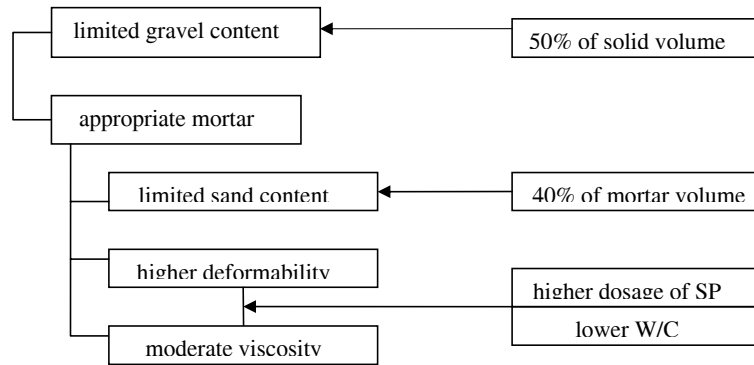 limited gravel content
50% of solid volume
appropriate mortar
limited sand content
40% of mortar volume
higher deformability
higher dosage of SP
lower W/C
moderate viscosity